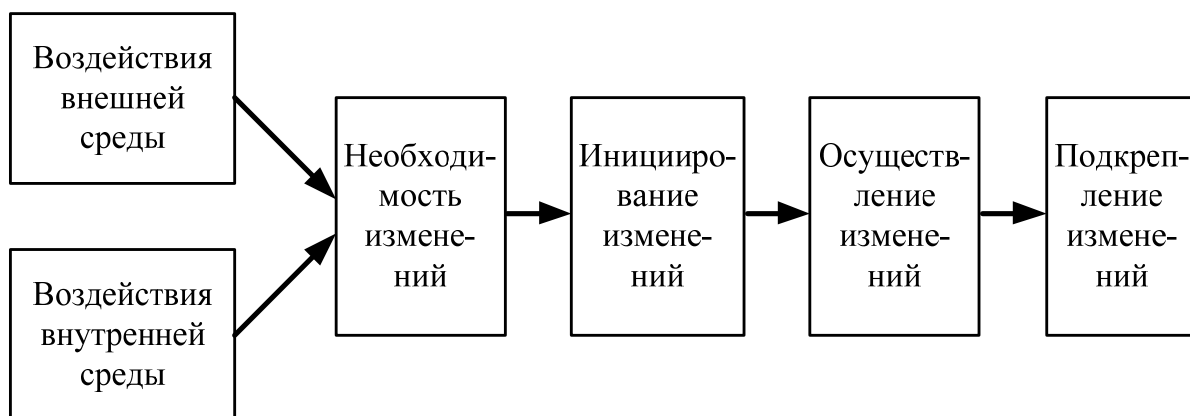 Воздействия
внешней
среды
Воздействия
внутренней
среды
Необходи-
мость
измене-
ний
Иницииро-
вание
измене-
ний
Осуществ-
ление
измене-
ний
Подкреп-
ление
измене-
ний